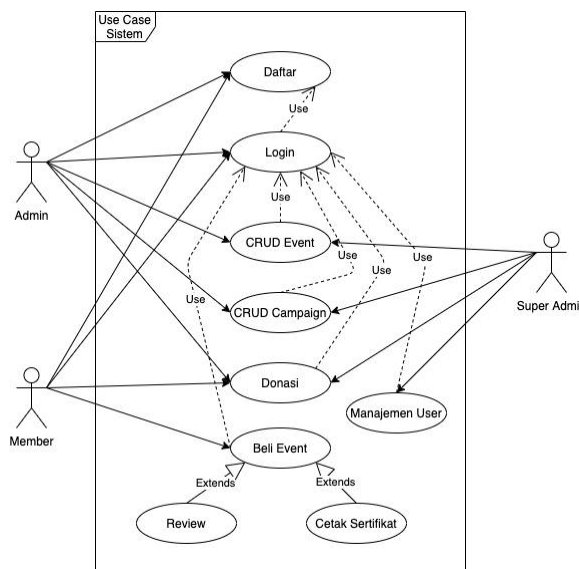 Use Case
Sistem
Daftar
Use
Login
Admin
Use
CRUD Event
Use
Use
Use
Use
CRUD Campaign
Super Admi
Donasi
Member
Manajemen User
Beli Event
Extends
Extends
Review
Cetak Sertifikat